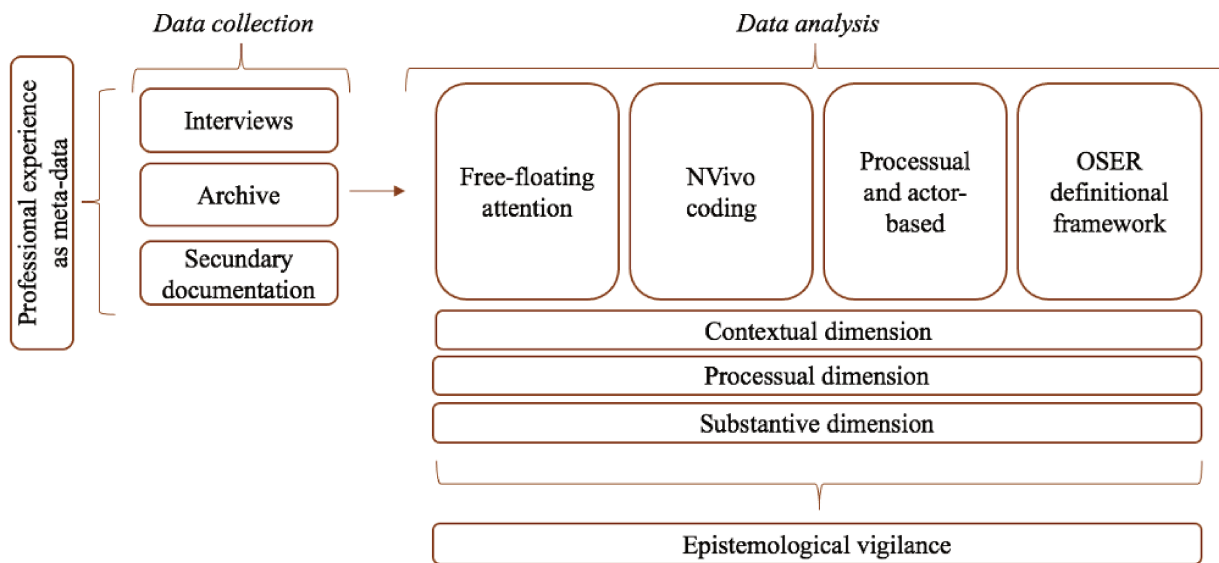 Data collection
Data analysis
Professional experience
as meta-data
Interviews
Archive
Secundary
documentation
Free-floating
attention
NVivo
coding
Processual
and actor-
based
OSER
definitional
framework
Contextual dimension
Processual dimension
Substantive dimension
Epistemological vigilance